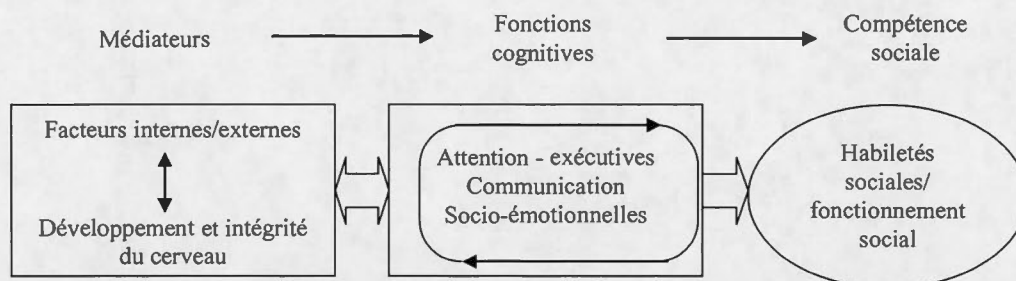 Médiateurs
Fonctions
cognitives
Compétence
sociale
Facteurs internes/externes
Développement et intégrité
du cerveau
Attention - exécutives
Communication
Socio-émotionnelles
Habiletés
sociales/
fonctionnement
social